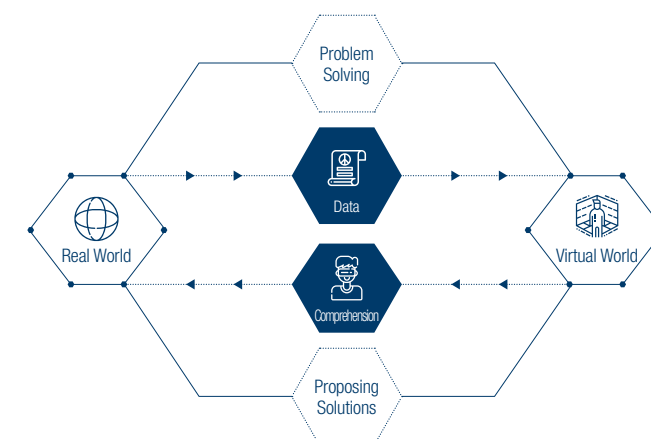 Problem
Solving
Data
Real World
Virtual World
Comprehension
Proposing
Solutions